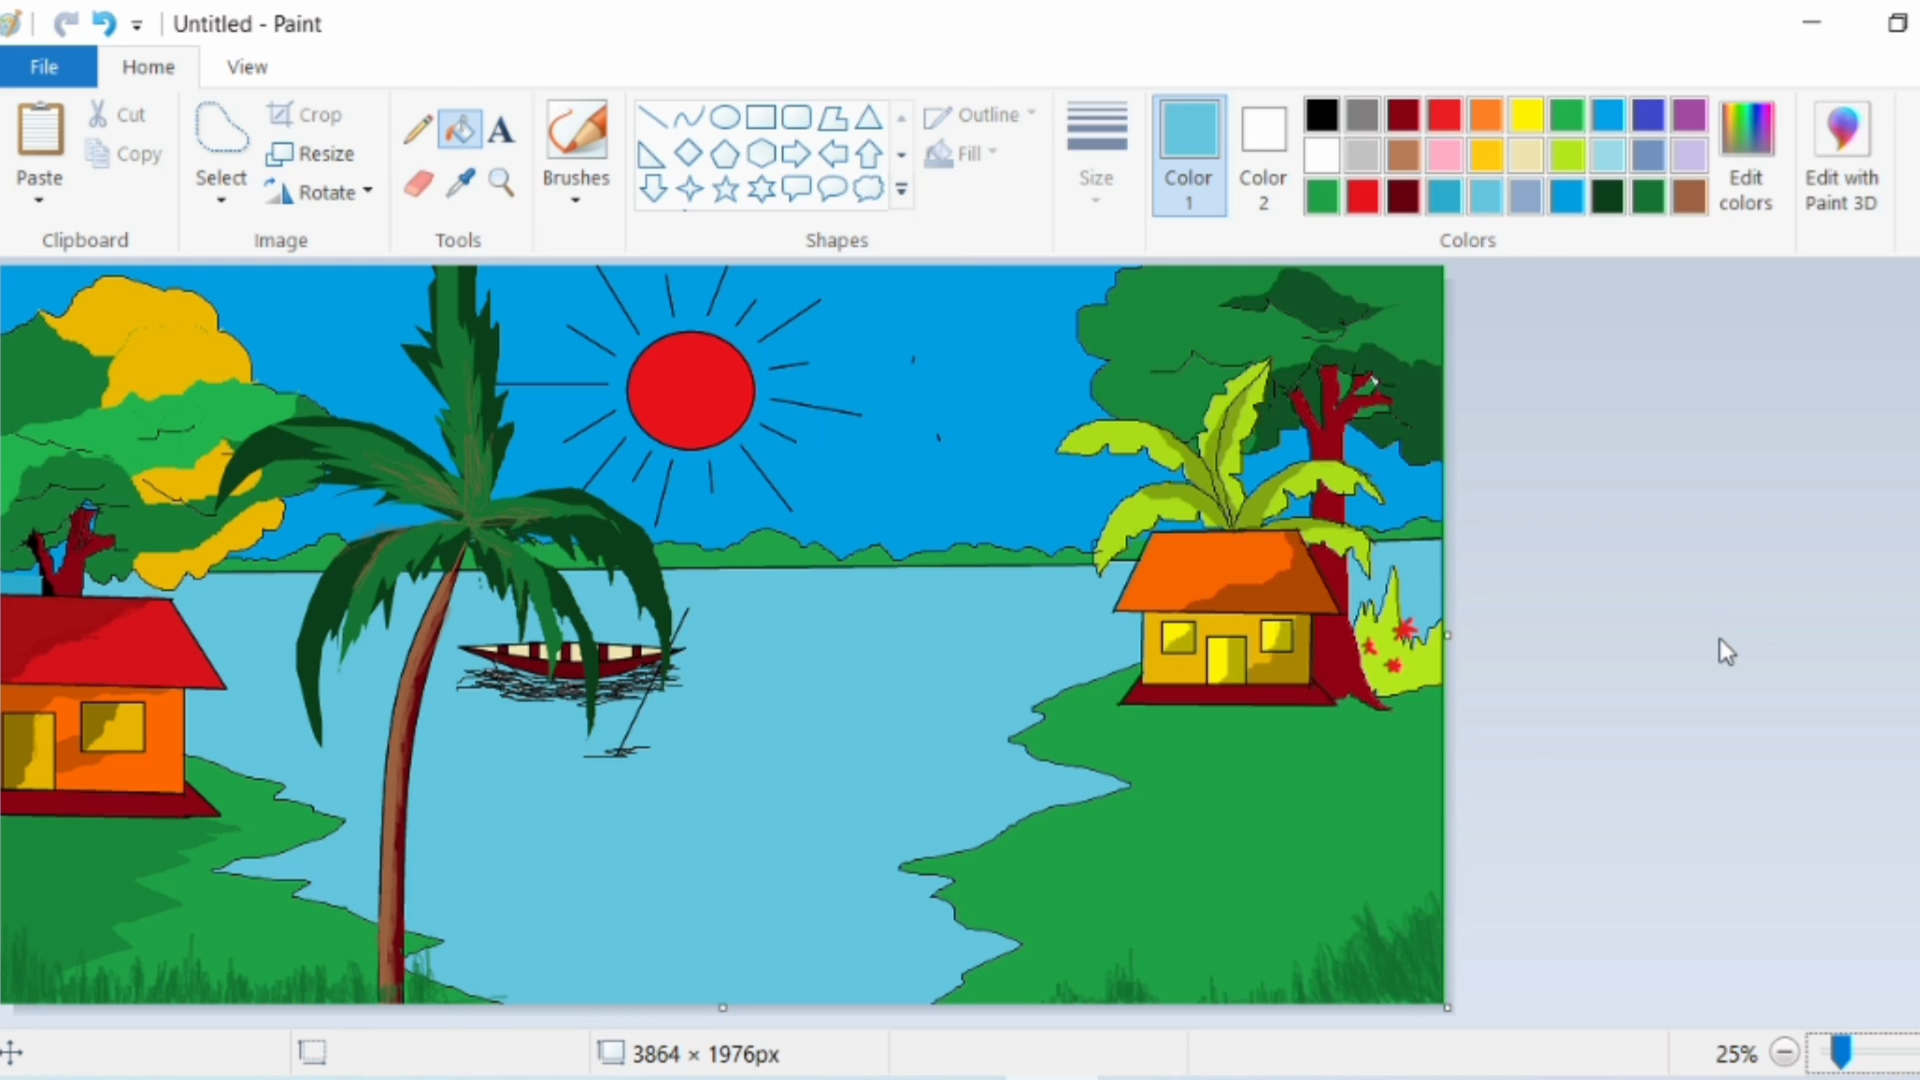 Untitled - Paint
File Home View
Cut Crop Outline
Copy Resize Fill
Paste Select Rotate Brushes Size Color 1 Color 2 Edit colors Edit with Paint 3D
Clipboard Image Tools Shapes Colors
3864 × 1976px 25%